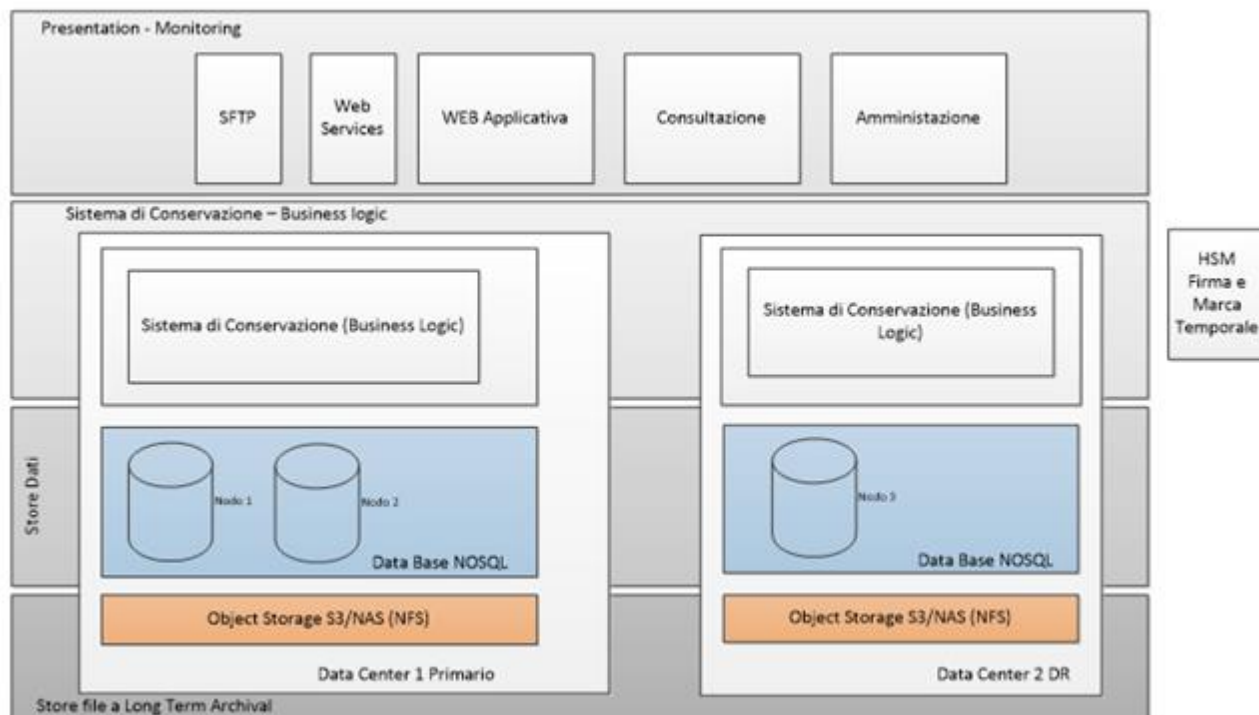 Presentation - Monitoring
SFTP
Web
Services
WEB Applicativa
Consultazione
Amministazione
Sistema di Conservazione – Business logic
Sistema di Conservazione (Business Logic)
Sistema di Conservazione (Business
Logic)
HSM
Firma e
Marca
Temporale
Store Dati
Nodo 1
Nodo 2
Data Base NOSQL
Nodo 3
Data Base NOSQL
Object Storage S3/NAS (NFS)
Object Storage S3/NAS (NFS)
Data Center 1 Primario
Data Center 2 DR
Store file a Long Term Archival